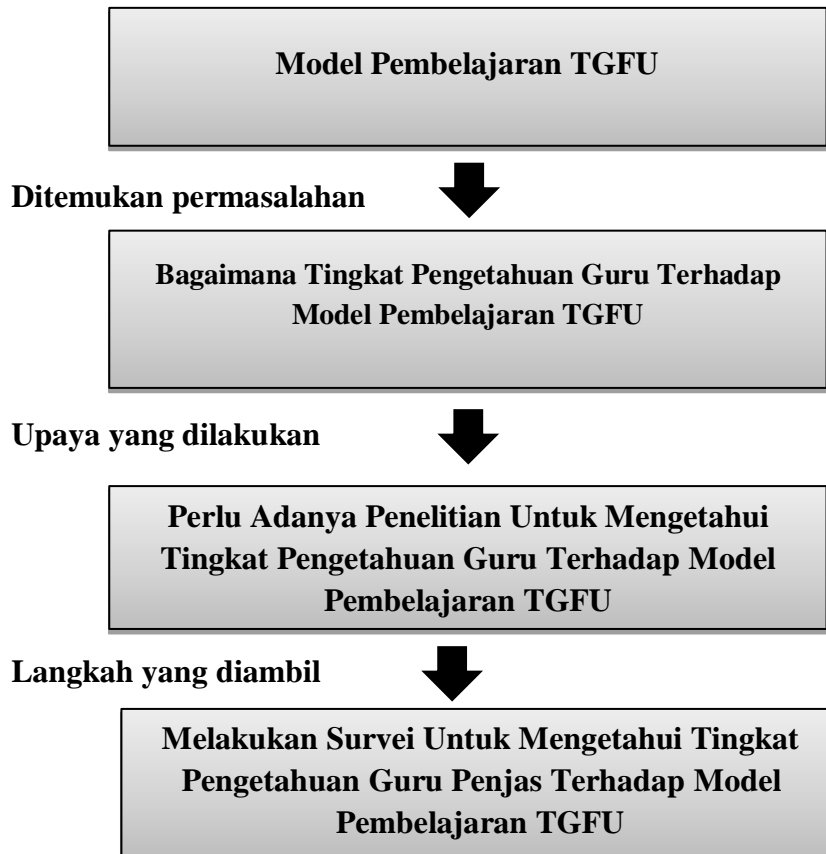 Model Pembelajaran TGFU
Ditemukan permasalahan
Bagaimana Tingkat Pengetahuan Guru Terhadap
Model Pembelajaran TGFU
Upaya yang dilakukan
Perlu Adanya Penelitian Untuk Mengetahui
Tingkat Pengetahuan Guru Terhadap Model
Pembelajaran TGFU
Langkah yang diambil
Melakukan Survei Untuk Mengetahui Tingkat
Pengetahuan Guru Penjas Terhadap Model
Pembelajaran TGFU